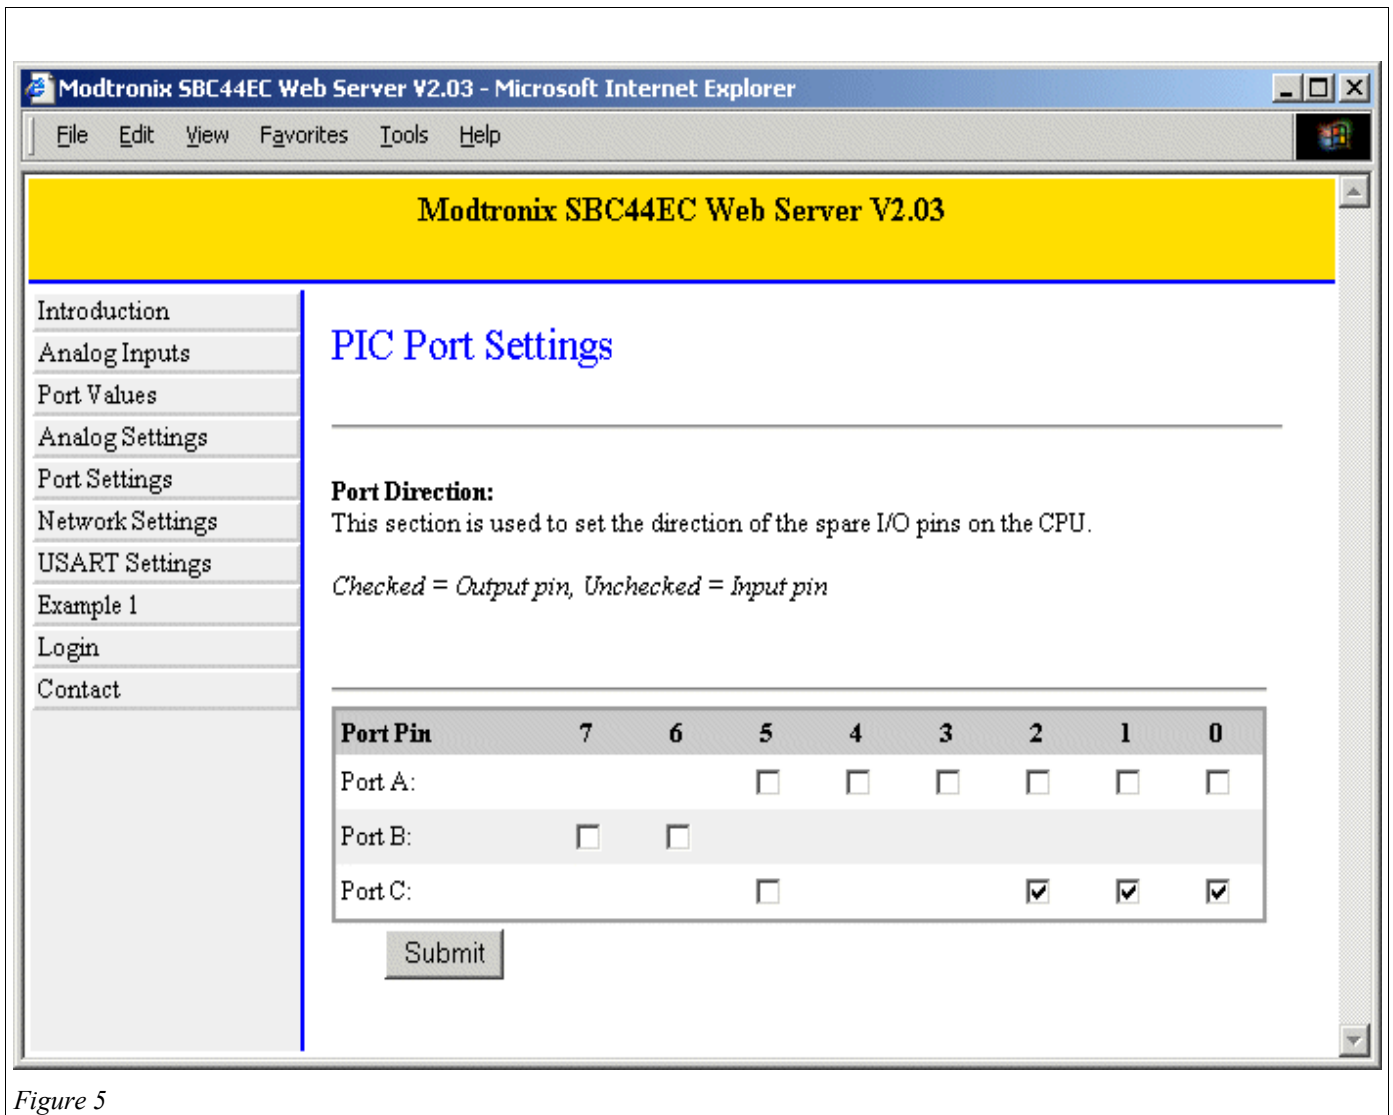 Modtronix SBC44EC Web Server V2.03 - Microsoft Internet Explorer
File Edit View Favorites Tools Help
Modtronix SBC44EC Web Server V2.03
Introduction
Analog Inputs
Port Values
Analog Settings
Port Settings
Network Settings
USART Settings
Example 1
Login
Contact
PIC Port Settings
Port Direction:
This section is used to set the direction of the spare I/O pins on the CPU.
Checked = Output pin, Unchecked = Input pin
Port Pin 7 6 5 4 3 2 1 0
Port A:
Port B:
Port C:
Submit
Figure 5